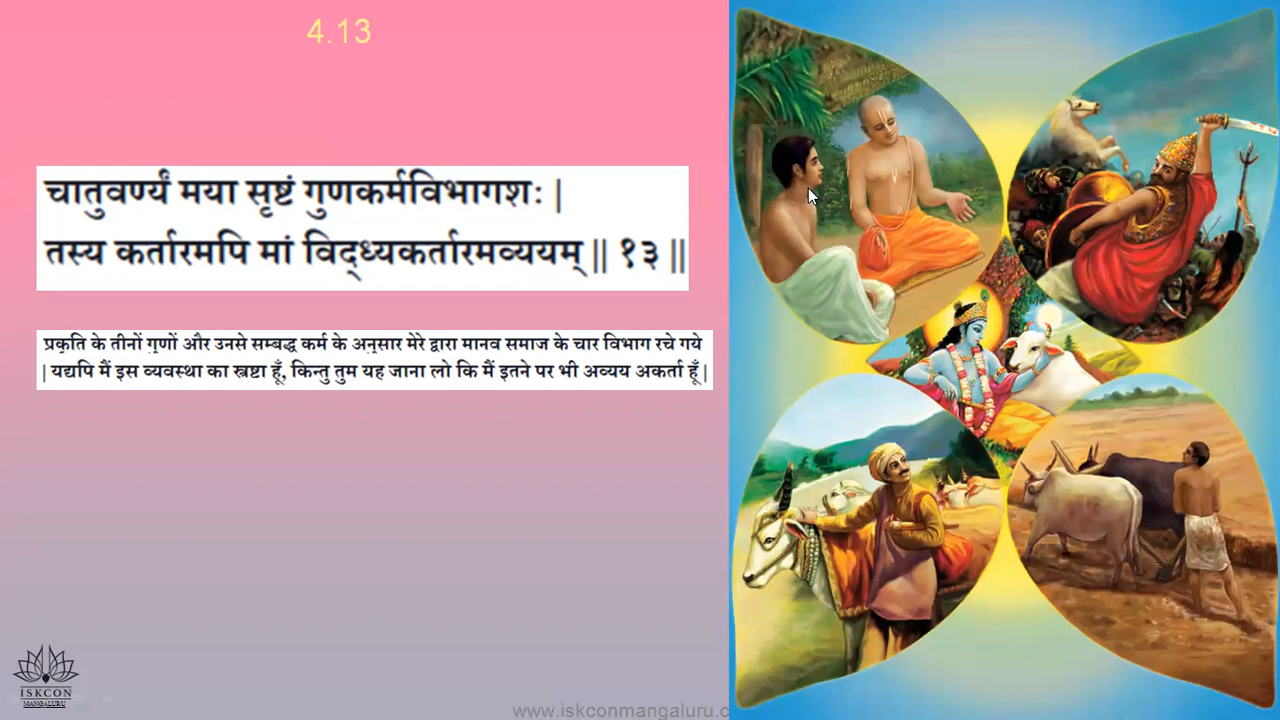 4.13
चातुवर्ण्यं मया सृष्टं गुणकर्मविभागशः |
तस्य कर्तारमपि मां विद्ध्यकर्तारमव्ययम् || १३ ||
प्रकृति के तीनों गुणों और उनसे सम्बद्ध कर्म के अनुसार मेरे द्वारा मानव समाज के चार विभाग रचे गये
| यद्यपि मैं इस व्यवस्था का स्रष्टा हूँ, किन्तु तुम यह जाना लो कि मैं इतने पर भी अव्यय अकर्ता हूँ |
ISKCON
MANGALURU
www.iskconmangaluru.c